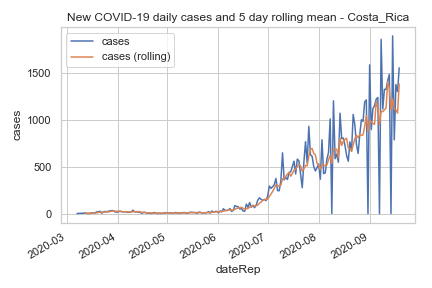 New COVID-19 daily cases and 5 day rolling mean - Costa_Rica
cases
cases (rolling)
1500
1000
500
0
cases
2020-03
2020-04
2020-05
2020-06
2020-07
2020-08
2020-09
dateRep